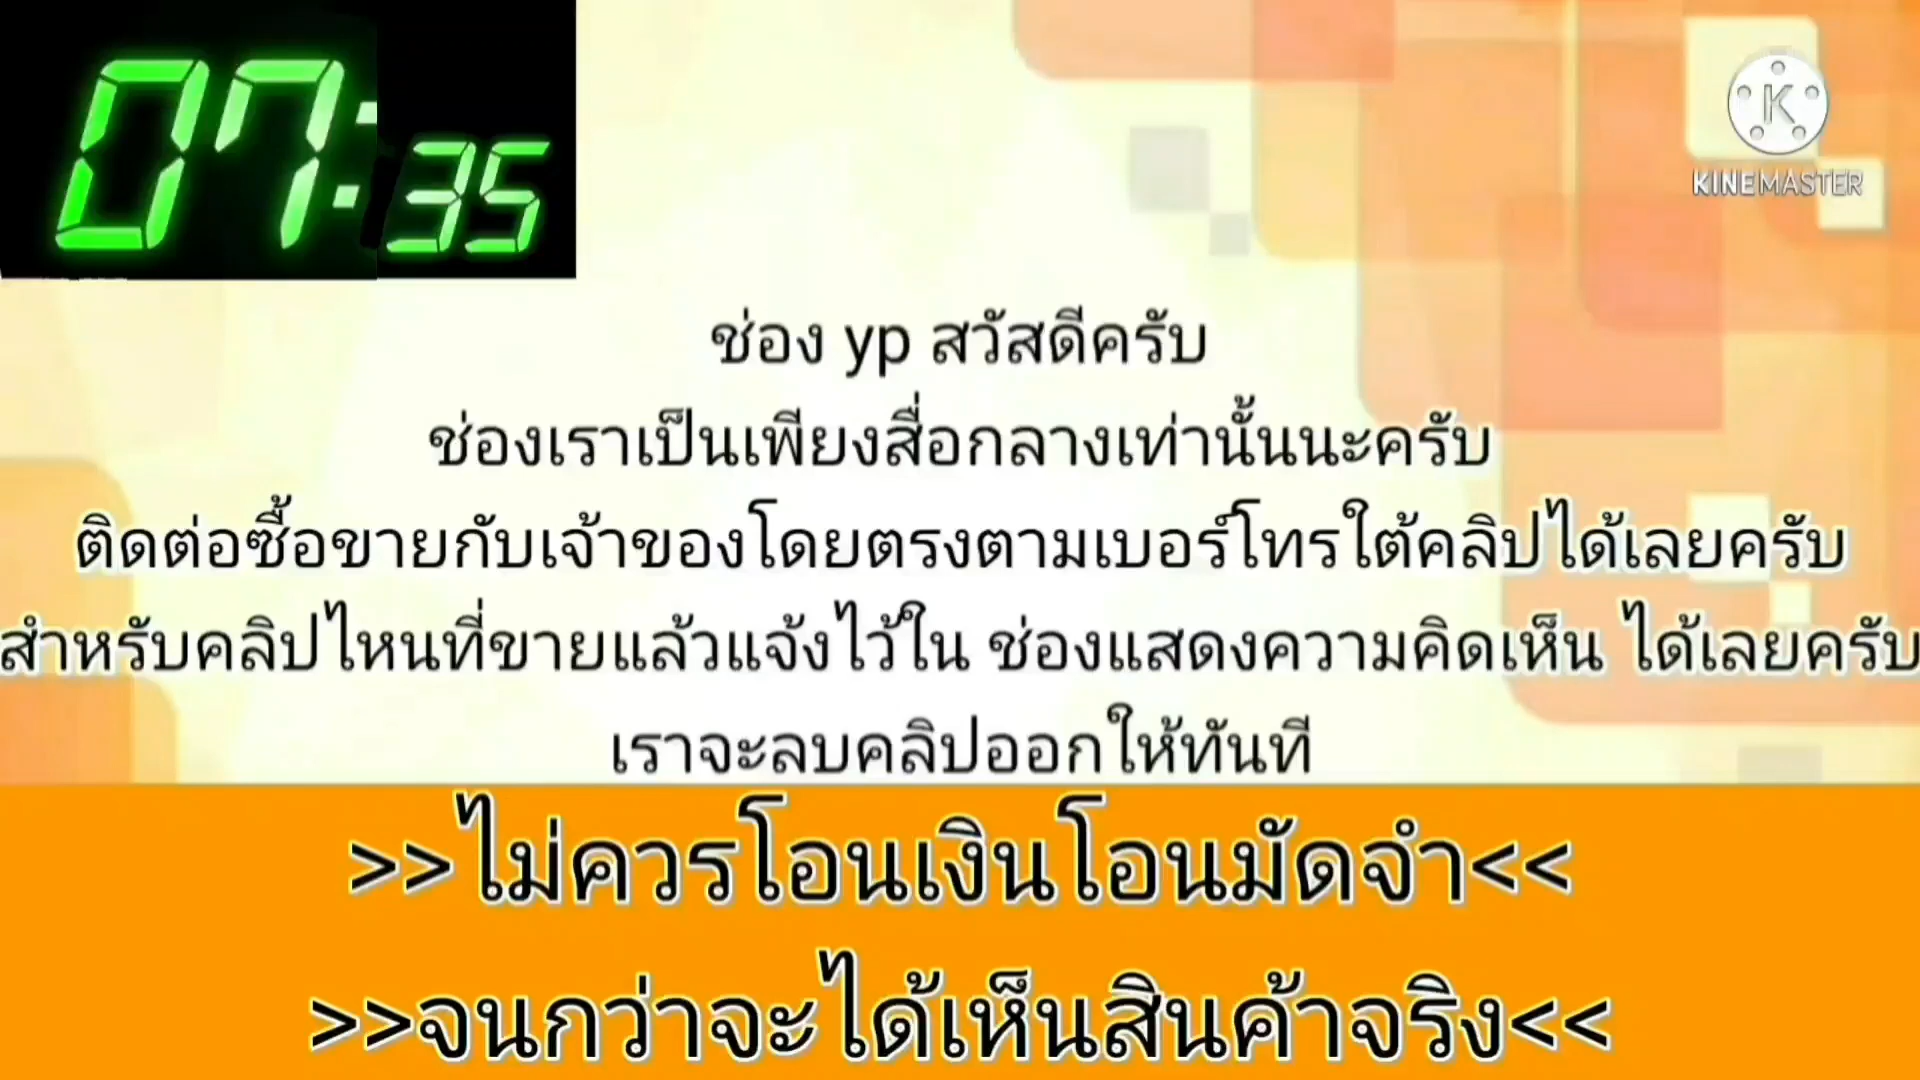 07:35
KINEMASTER
ช่อง yp สวัสดีครับ
ช่องเราเป็นเพียงสื่อกลางเท่านั้นนะครับ
ติดต่อซื้อขายกับเจ้าของโดยตรงตามเบอร์โทรใต้คลิปได้เลยครับ
สำหรับคลิปไหนที่ขายแล้วแจ้งไว้ใน ช่องแสดงความคิดเห็น ได้เลยครับ
เราจะลบคลิปออกให้ทันที
>>ไม่ควรโอนเงินโอนมัดจำ<<
>>จนกว่าจะได้เห็นสินค้าจริง<<